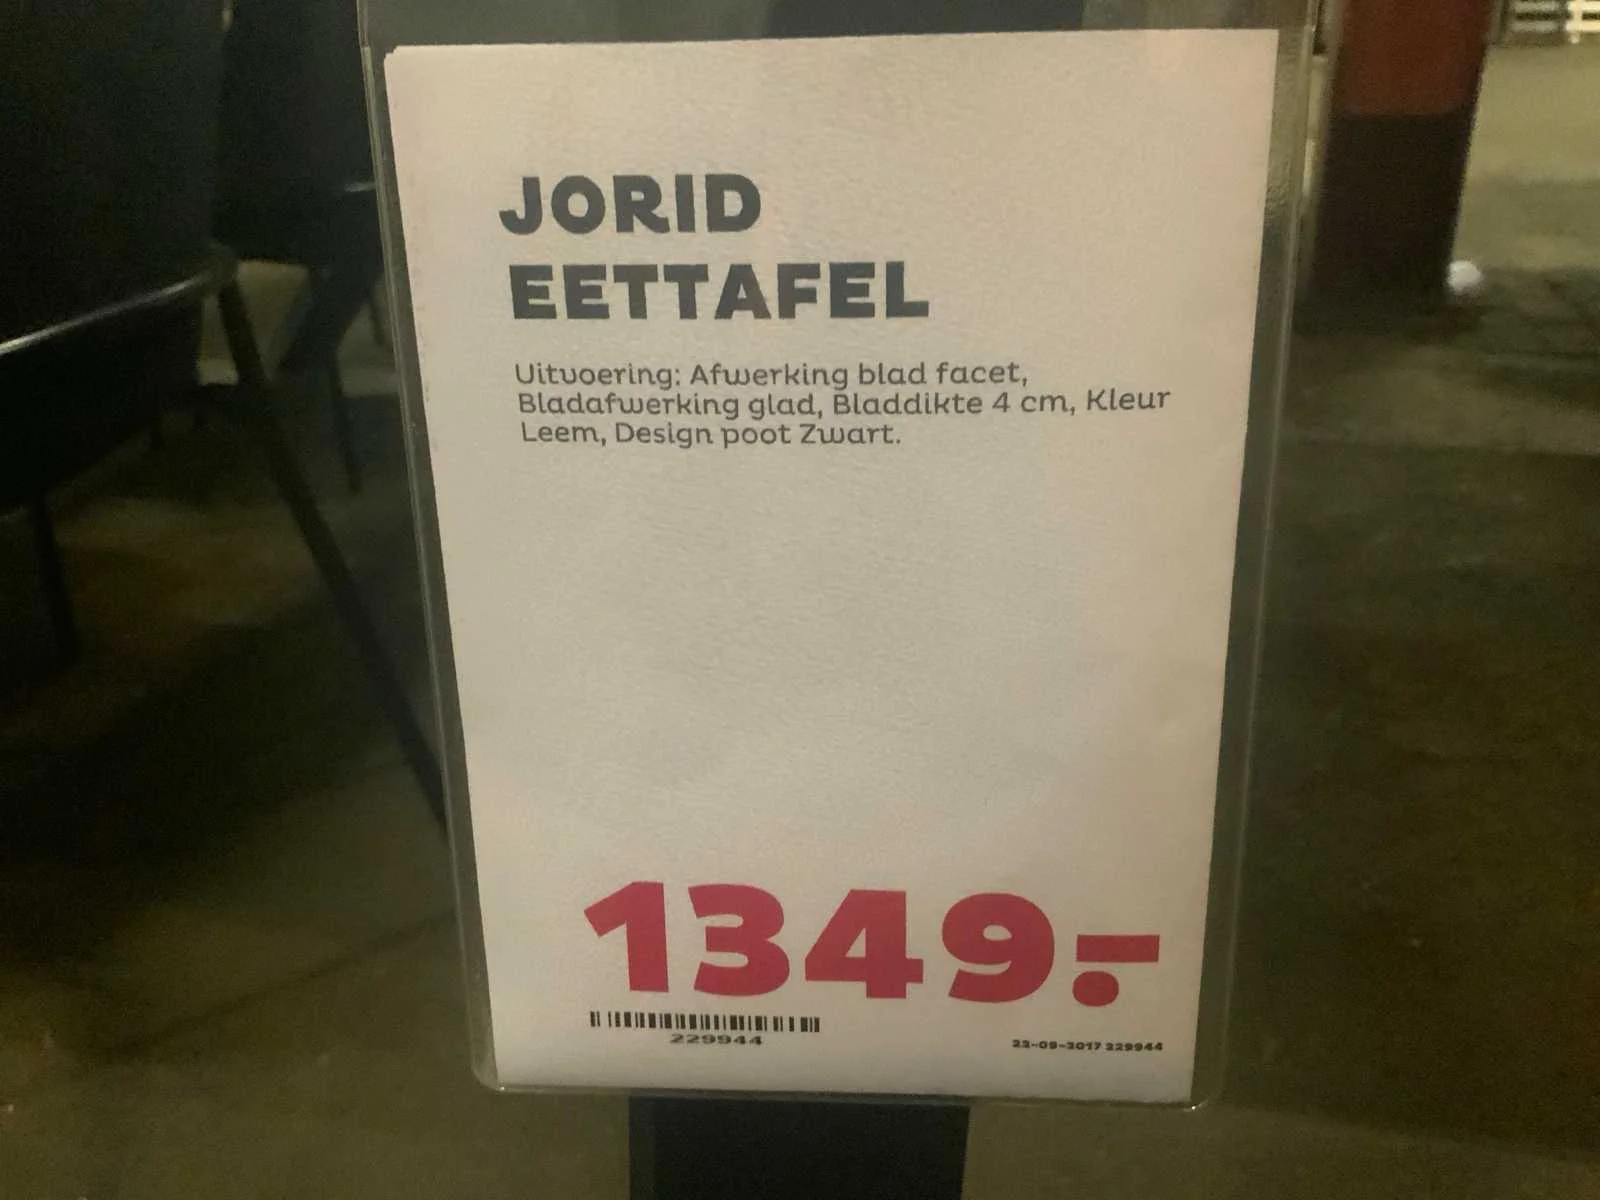 JORID
EETTAFEL
Uitvoering: Afwerking blad facet,
Bladafwerking glad, Bladdikte 4 cm, Kleur
Leem, Design poot Zwart.
1349.-
229944
22-09-2017 229944